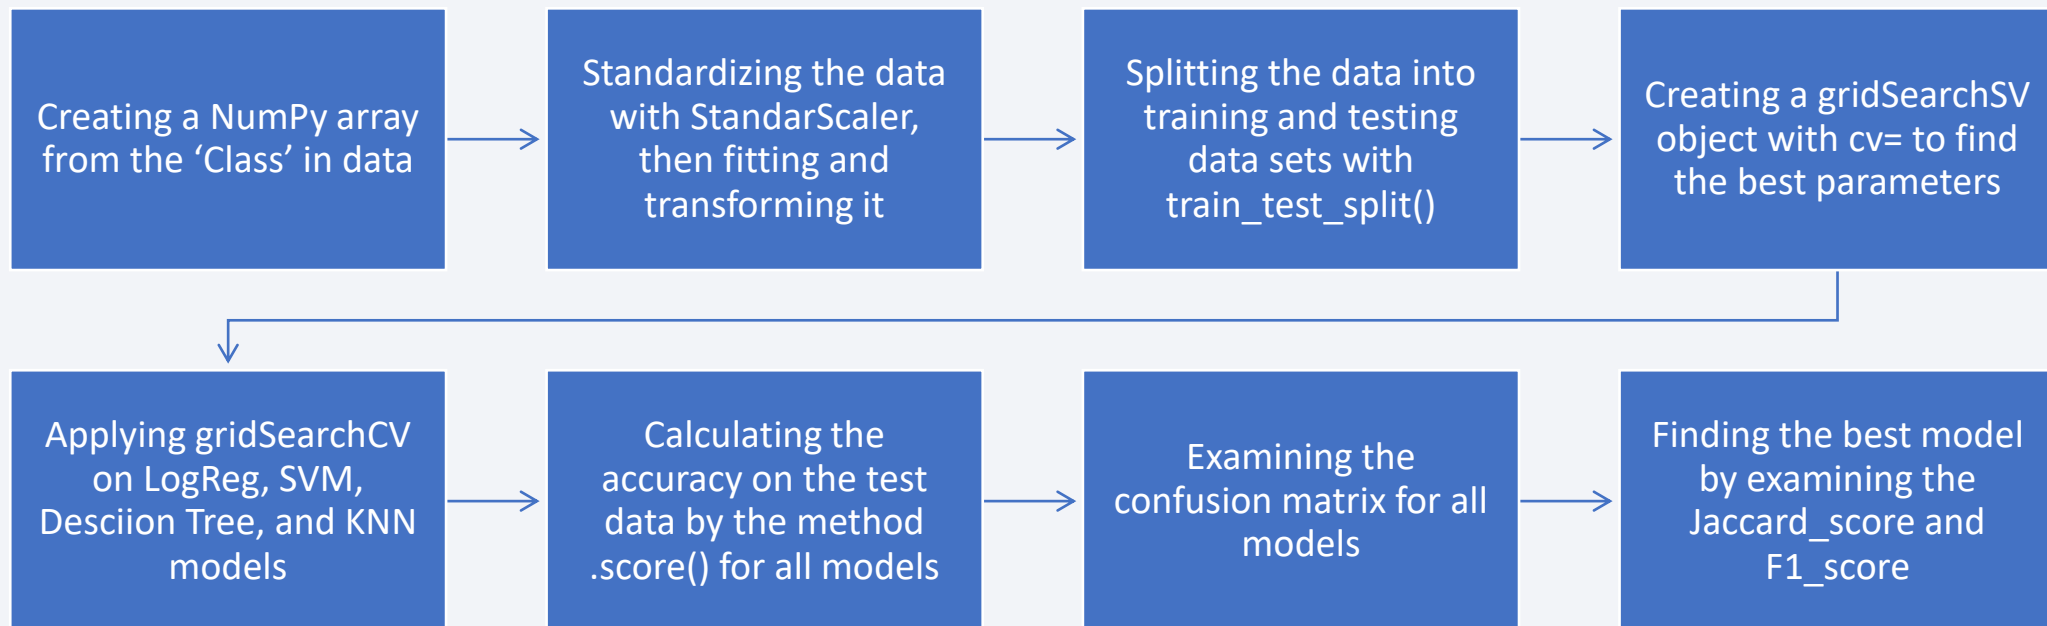 Creating a NumPy array
from the ‘Class’ in data
Standardizing the data
with StandarScaler,
then fitting and
transforming it
Splitting the data into
training and testing
data sets with
train_test_split()
Creating a gridSearchSV
object with cv= to find
the best parameters
Applying gridSearchCV
on LogReg, SVM,
Desciion Tree, and KNN
models
Calculating the
accuracy on the test
data by the method
.score() for all models
Examining the
confusion matrix for all
models
Finding the best model
by examining the
Jaccard_score and
F1_score